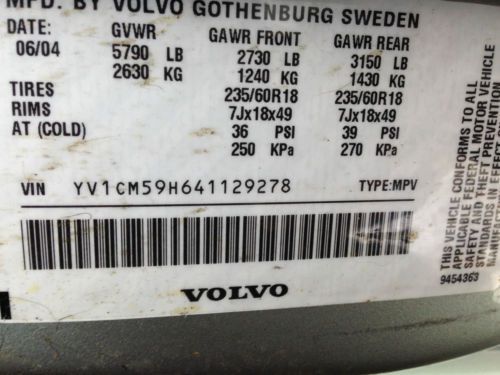 MFD. BY VOLVO GOTHENBURG SWEDEN
DATE: GVWR GAWR FRONT GAWR REAR
06/04 5790 LB 2730 LB 3150 LB
2630 KG 1240 KG 1430 KG
TIRES 235/60R18 235/60R18
RIMS 7Jx18x49 7Jx18x49
AT (COLD) 36 PSI 39 PSI
250 KPa 270 KPa
VIN YV1CM59H641129278 TYPE:MPV
VOLVO
THIS VEHICLE CONFORMS TO ALL
APPLICABLE FEDERAL MOTOR VEHICLE
SAFETY AND THEFT PREVENTION
STANDARDS IN EFFECT
9454363